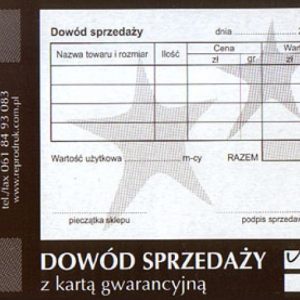 Dowód sprzedaży
dnia
Nazwa towaru i rozmiar Ilość Cena
zł gr zł
Wartość użytkowa m-cy RAZEM
pieczątka sklepu podpis
DOWÓD SPRZEDAŻY
z kartą gwarancyjną
tel./fax 061 84 93 083
www.reprodruk.com.pl